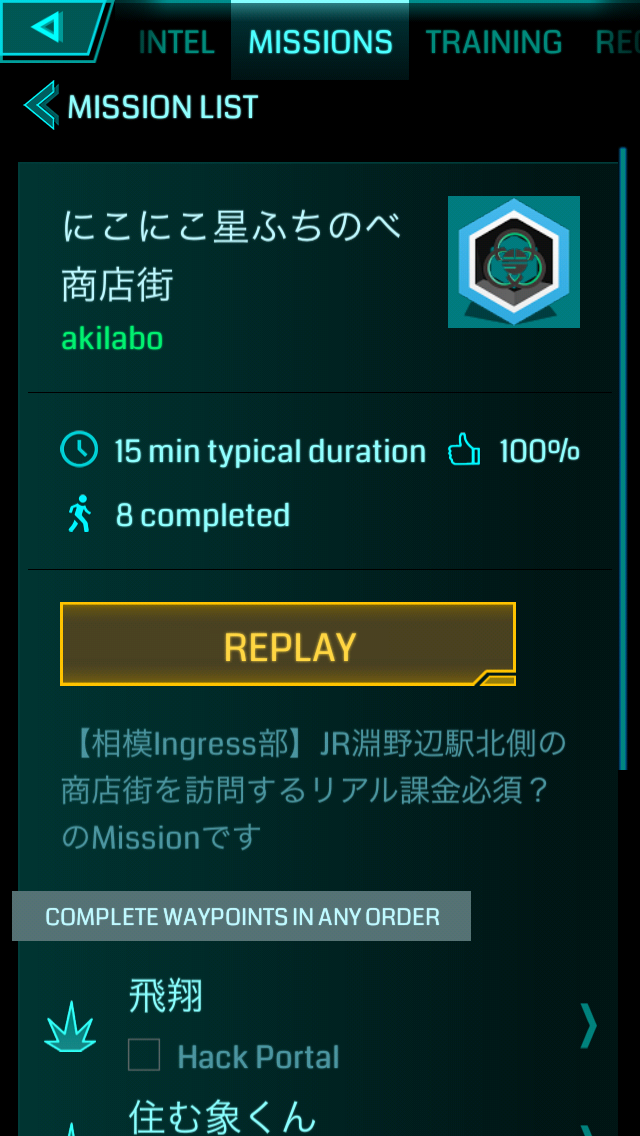 INTEL MISSIONS TRAINING
MISSION LIST
にこにこ星ふちのべ
商店街
akilabo
15 min typical duration 100%
8 completed
REPLAY
【相模Ingress部】JR淵野辺駅北側の
商店街を訪問するリアル課金必須？
のMissionです
COMPLETE WAYPOINTS IN ANY ORDER
飛翔
Hack Portal
住む象くん